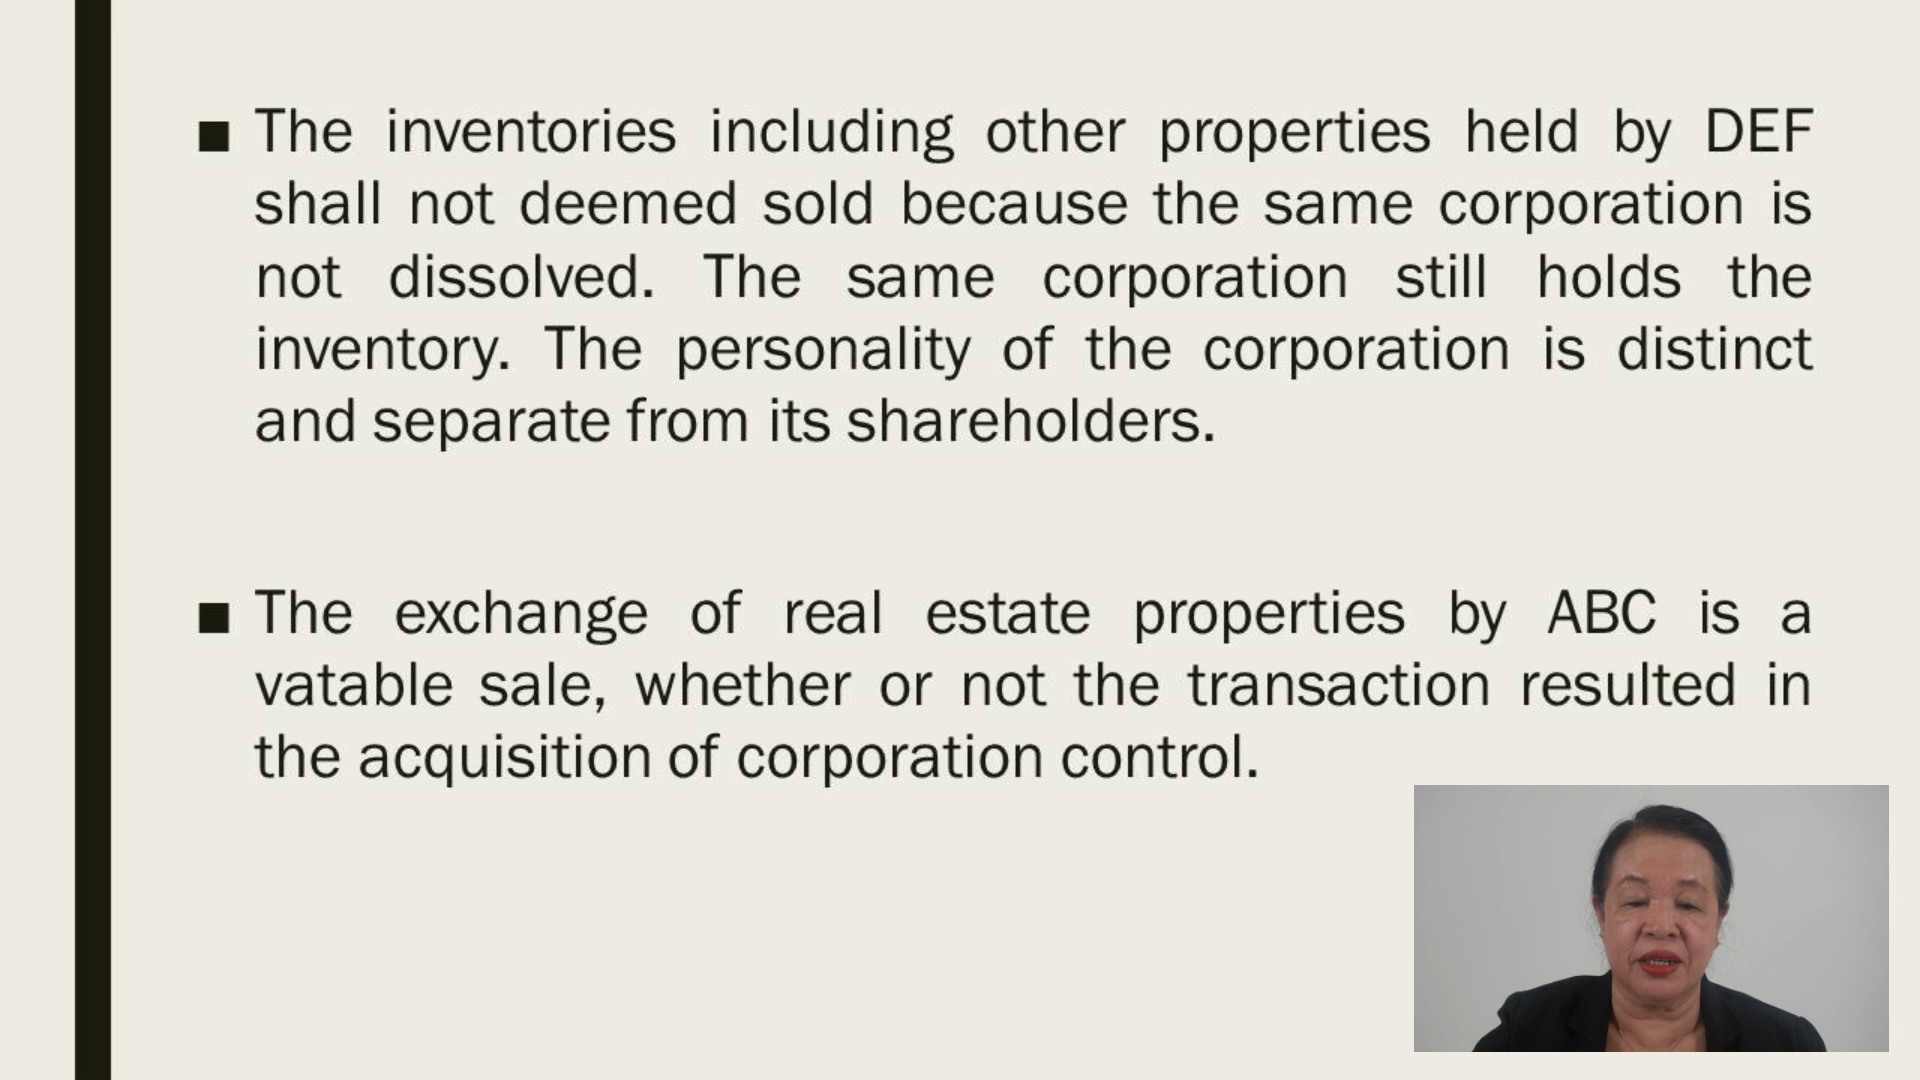 ■ The inventories including other properties held by DEF
shall not deemed sold because the same corporation is
not dissolved. The same corporation still holds the
inventory. The personality of the corporation is distinct
and separate from its shareholders.
■ The exchange of real estate properties by ABC is a
vatable sale, whether or not the transaction resulted in
the acquisition of corporation control.